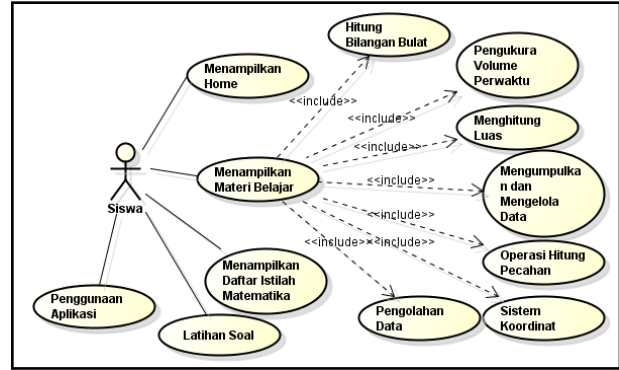 Hitung
Bilangan Bulat
Pengukura
Volume
Perwaktu
Menampilkan
Home
<<include>>
<<include>>
Menghitung
Luas
<<include>>
Menampilkan
Materi Belajar
<<include>>
Mengumpulka
n dan
Mengelola
Data
Siswa
<<include>>
<<include>>
<<include>>
Operasi Hitung
Pecahan
Menampilkan
Daftar Istilah
Matematika
Penggunaan
Aplikasi
Latihan Soal
Pengolahan
Data
Sistem
Koordinat